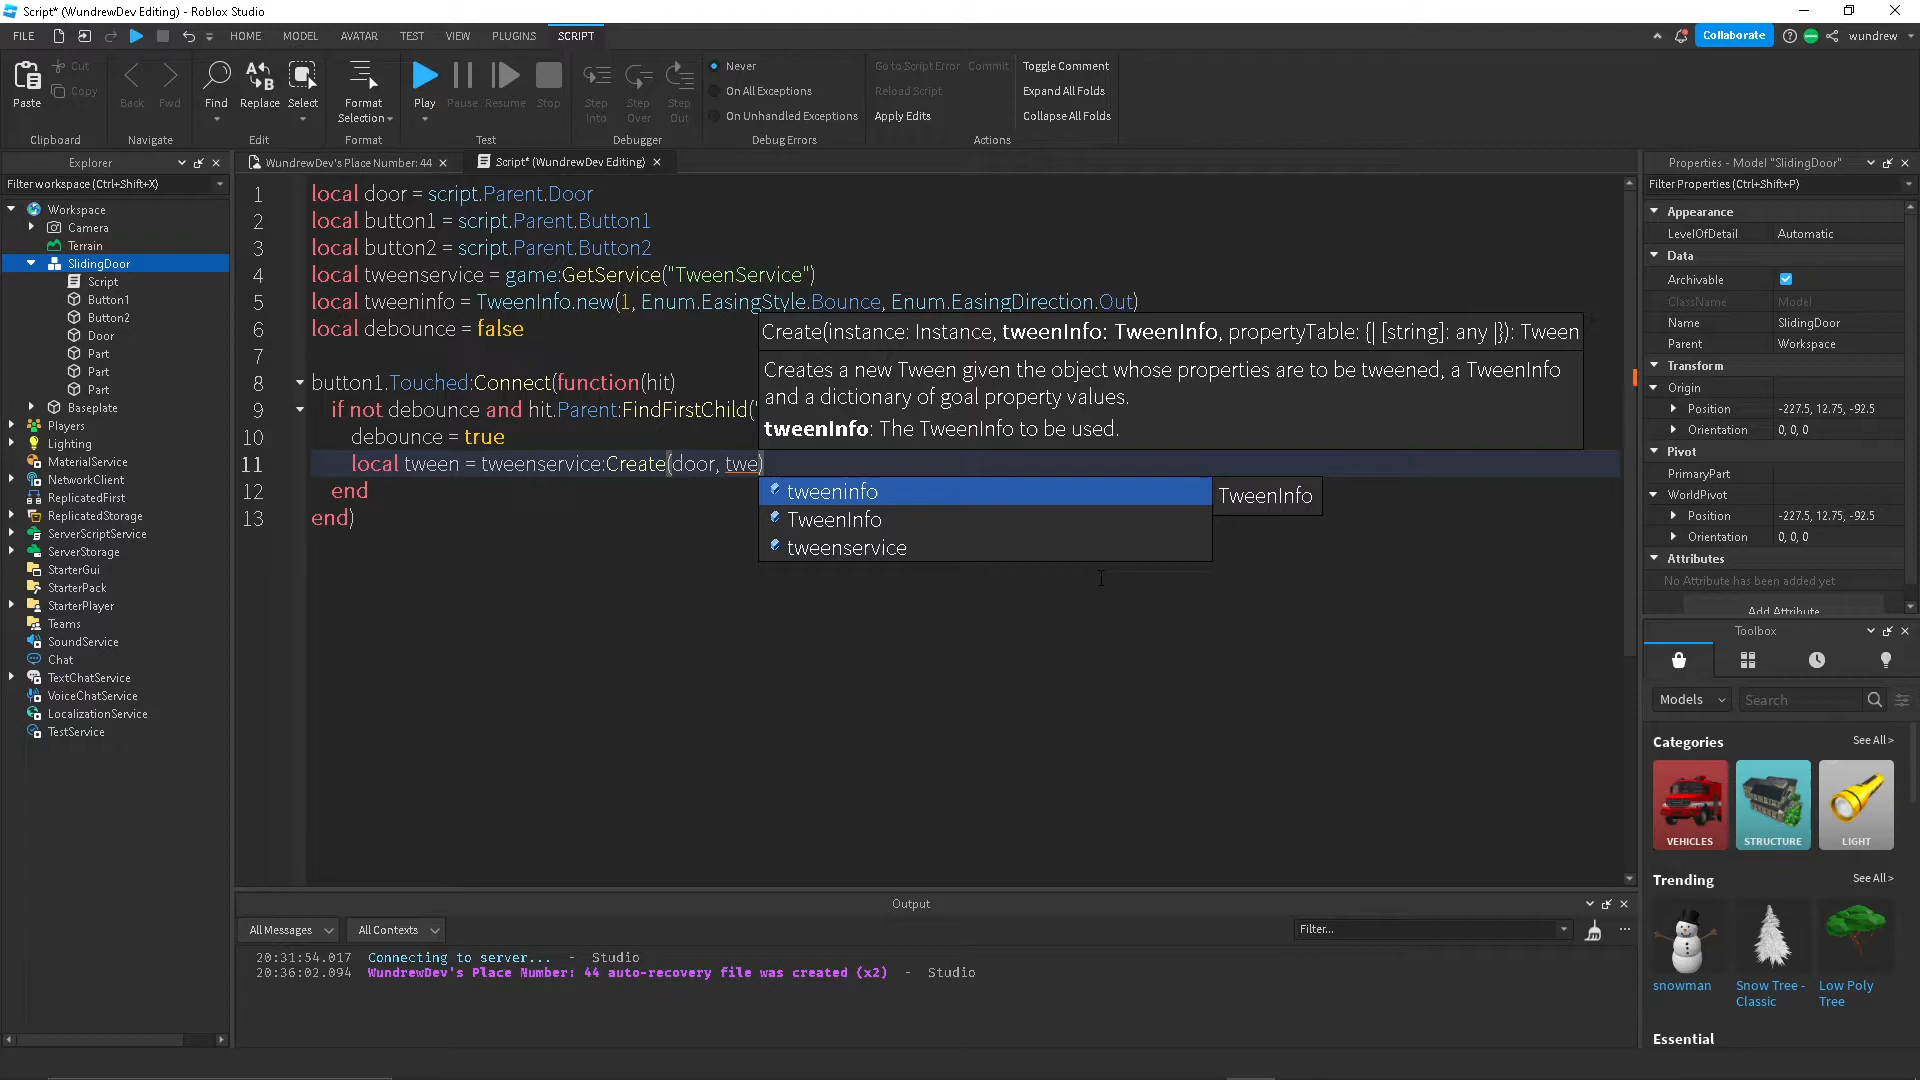 Script* (WundrewDev Editing) - Roblox Studio
FILE HOME MODEL AVATAR TEST VIEW PLUGINS SCRIPT Collaborate wundrew
Paste Cut Copy
Back Fwd
Find Replace Select
Format Selection
Play Pause Resume Stop
Step Into Step Over Step Out
Never
On All Exceptions
On Unhandled Exceptions
Go to Script Error Commit
Reload Script
Apply Edits
Toggle Comment
Expand All Folds
Collapse All Folds
Clipboard Navigate Edit Format Test Debugger Debug Errors Actions
Explorer
Filter workspace (Ctrl+Shift+X)
Workspace
Camera
Terrain
SlidingDoor
Script
Button1
Button2
Door
Part
Part
Part
Baseplate
Players
Lighting
MaterialService
NetworkClient
ReplicatedFirst
ReplicatedStorage
ServerScriptService
ServerStorage
StarterGui
StarterPack
StarterPlayer
Teams
SoundService
Chat
TextChatService
VoiceChatService
LocalizationService
TestService
WundrewDev's Place Number: 44
Script* (WundrewDev Editing)
1 local door = script.Parent.Door
2 local button1 = script.Parent.Button1
3 local button2 = script.Parent.Button2
4 local tweenservice = game:GetService("TweenService")
5 local tweeninfo = TweenInfo.new(1, Enum.EasingStyle.Bounce, Enum.EasingDirection.Out)
6 local debounce = false
7
8 button1.Touched:Connect(function(hit)
9 if not debounce and hit.Parent:FindFirstChild("
10 debounce = true
11 local tween = tweenservice:Create(door, twe)
12 end
13 end)
Create(instance: Instance, tweenInfo: TweenInfo, propertyTable: {| [string]: any |}): Tween
Creates a new Tween given the object whose properties are to be tweened, a TweenInfo
and a dictionary of goal property values.
tweenInfo: The TweenInfo to be used.
tweeninfo
TweenInfo
TweenInfo
tweenservice
Output
All Messages All Contexts Filter...
20:31:54.017 Connecting to server... - Studio
20:36:02.094 WundrewDev's Place Number: 44 auto-recovery file was created (x2) - Studio
Properties - Model "SlidingDoor"
Filter Properties (Ctrl+Shift+P)
Appearance
LevelOfDetail Automatic
Data
Archivable
ClassName Model
Name SlidingDoor
Parent Workspace
Transform
Origin
Position -227.5, 12.75, -92.5
Orientation 0, 0, 0
Pivot
PrimaryPart
WorldPivot
Position -227.5, 12.75, -92.5
Orientation 0, 0, 0
Attributes
No Attribute has been added yet
Add Attribute
Toolbox
Models Search
Categories See All >
VEHICLES STRUCTURE LIGHT
Trending See All >
snowman
Snow Tree - Classic
Low Poly Tree
Essential